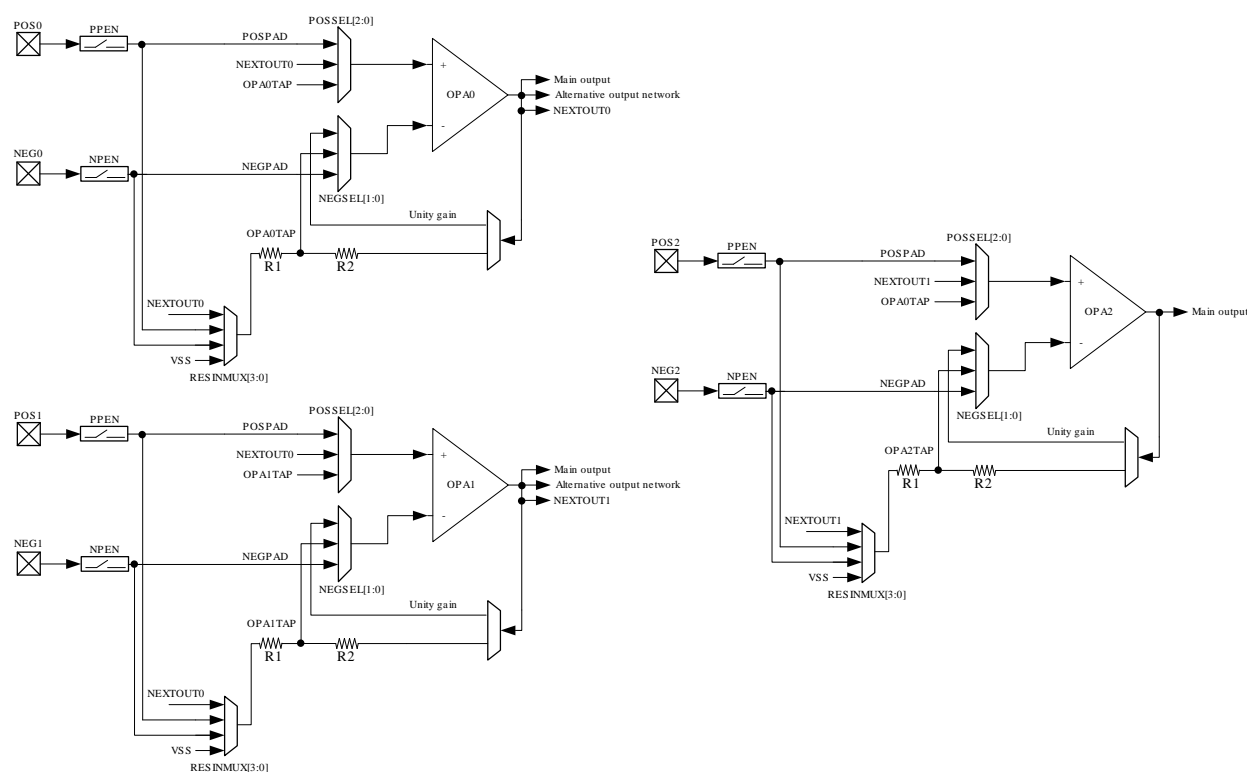 POS0
PPEN
POSSEL[2:0]
POSPAD
NEXTOUT0
OPA0TAP
+
OPA0
-
Main output
Alternative output network
NEXTOUT0
NEG0
NPEN
NEGPAD
NEGSEL[1:0]
Unity gain
OPA0TAP
R1
R2
NEXTOUT0
VSS
RESINMUX[3:0]
POS1
PPEN
POSSEL[2:0]
POSPAD
NEXTOUT0
OPA1TAP
+
OPA1
-
Main output
Alternative output network
NEXTOUT1
NEG1
NPEN
NEGPAD
NEGSEL[1:0]
Unity gain
OPA1TAP
R1
R2
NEXTOUT0
VSS
RESINMUX[3:0]
POS2
PPEN
POSSEL[2:0]
POSPAD
NEXTOUT1
OPA0TAP
+
OPA2
-
Main output
NEG2
NPEN
NEGPAD
NEGSEL[1:0]
Unity gain
OPA2TAP
R1
R2
NEXTOUT1
VSS
RESINMUX[3:0]